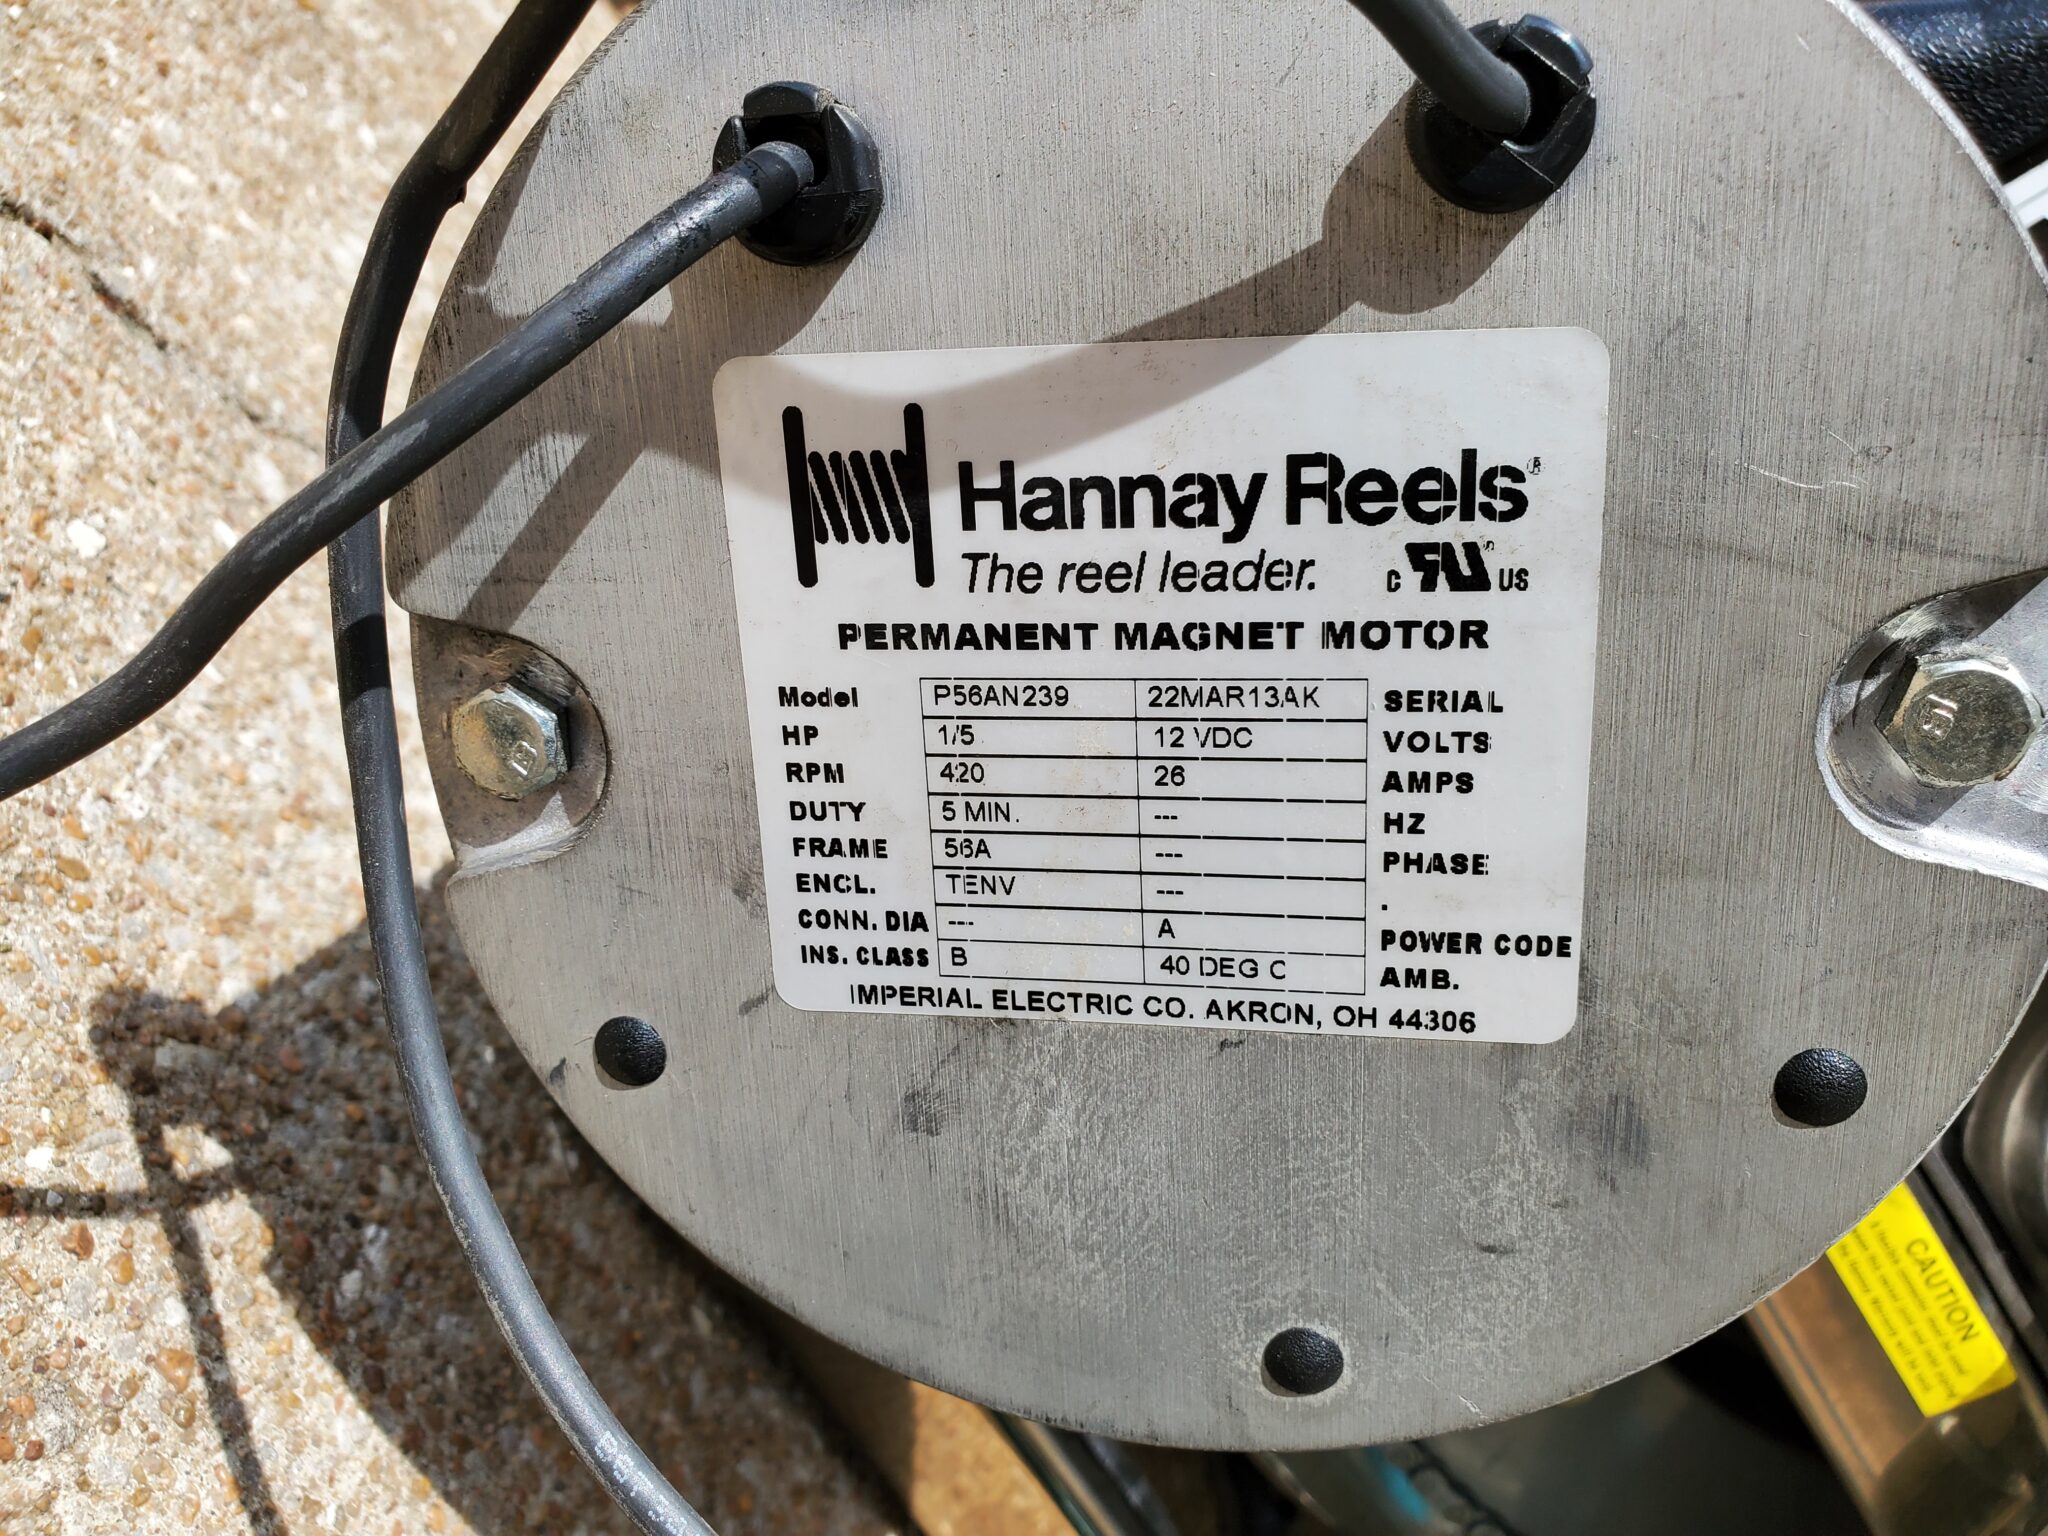 Hannay Reels®
The reel leader. c RU US
PERMANENT MAGNET MOTOR
Model P56AN239 22MAR13AK SERIAL
HP 1/5 12 VDC VOLTS
RPM 420 26 AMPS
DUTY 5 MIN. --- HZ
FRAME 56A --- PHASE
ENCL. TENV --- .
CONN. DIA --- A POWER CODE
INS. CLASS B 40 DEG C AMB.
IMPERIAL ELECTRIC CO. AKRON, OH 44306
CAUTION